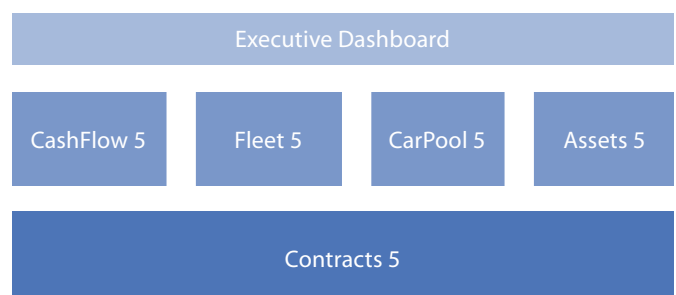 Executive Dashboard
CashFlow 5
Fleet 5
CarPool 5
Assets 5
Contracts 5